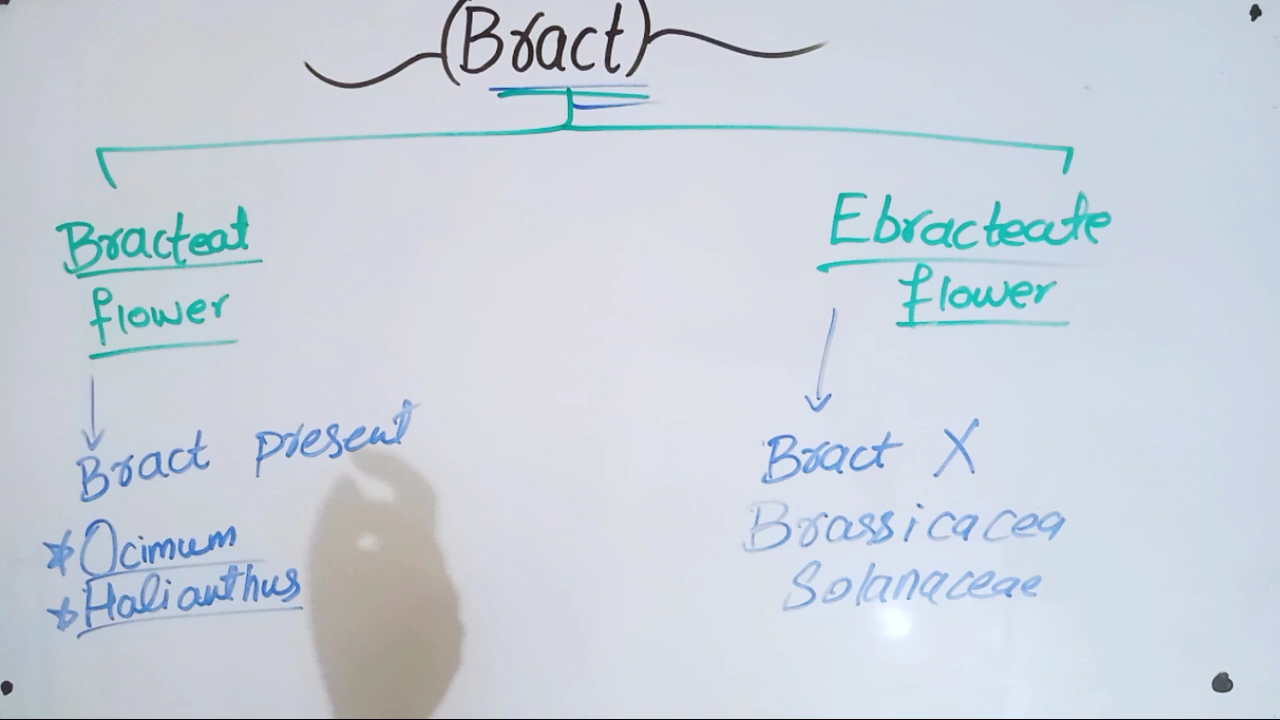 (Bract)
Bracteat
flower
Bract present
* Ocimum
* Halianthus
Ebracteate
flower
Bract X
Brassicacea
Solanaceae